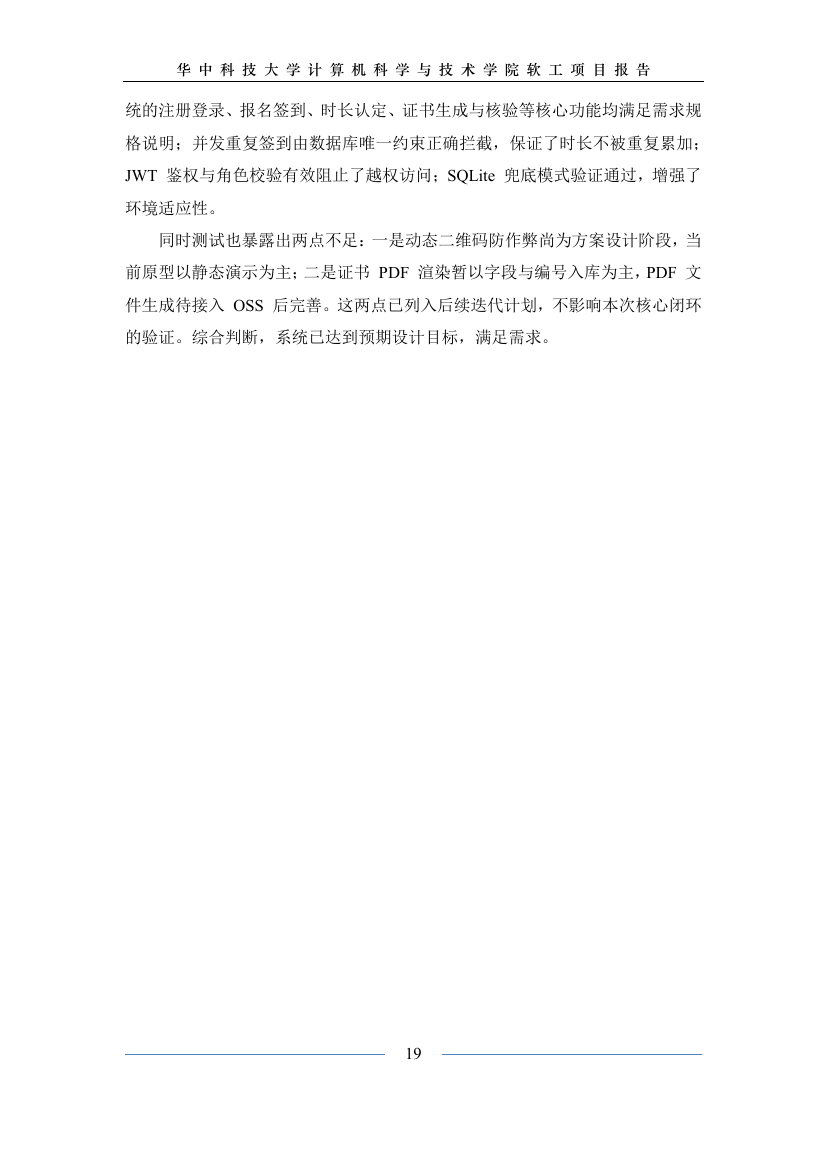 华中科技大学计算机科学与技术学院软工项目报告
统的注册登录、报名签到、时长认定、证书生成与核验等核心功能均满足需求规
格说明；并发重复签到由数据库唯一约束正确拦截，保证了时长不被重复累加；
JWT 鉴权与角色校验有效阻止了越权访问；SQLite 兜底模式验证通过，增强了
环境适应性。
同时测试也暴露出两点不足：一是动态二维码防作弊尚为方案设计阶段，当
前原型以静态演示为主；二是证书 PDF 渲染暂以字段与编号入库为主，PDF 文
件生成待接入 OSS 后完善。这两点已列入后续迭代计划，不影响本次核心闭环
的验证。综合判断，系统已达到预期设计目标，满足需求。
19